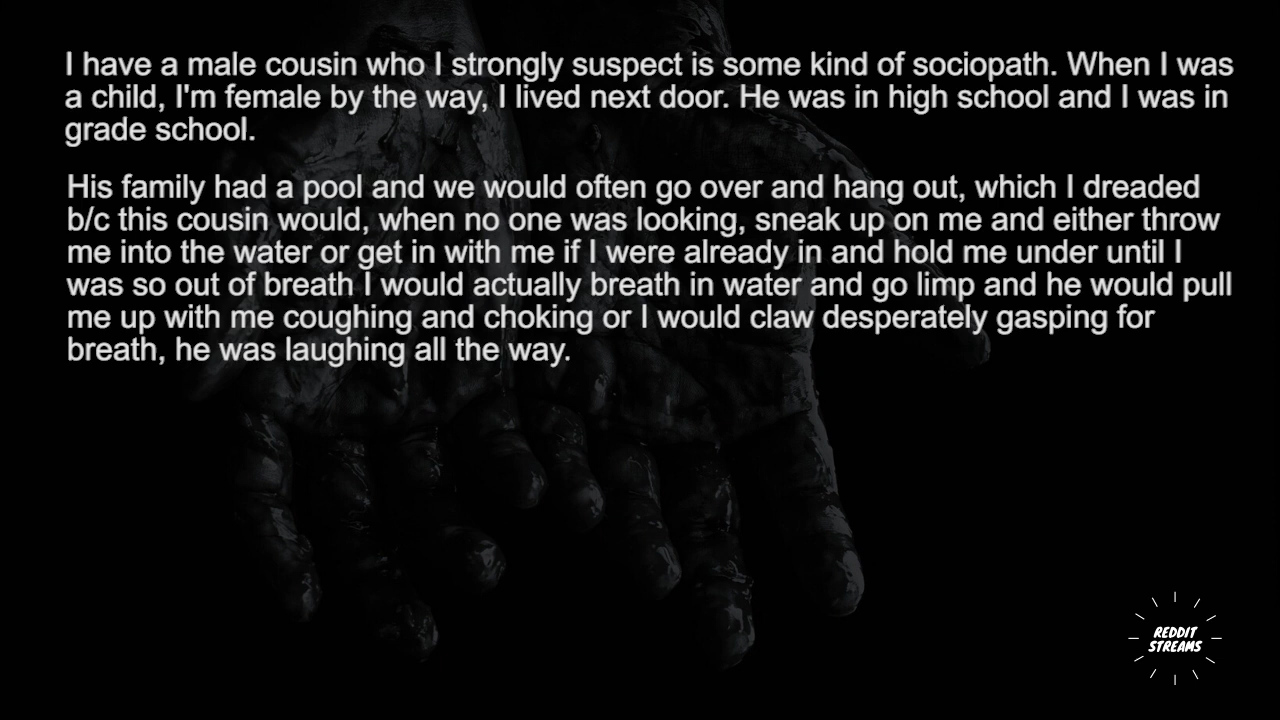 I have a male cousin who I strongly suspect is some kind of sociopath. When I was
a child, I'm female by the way, I lived next door. He was in high school and I was in
grade school.
His family had a pool and we would often go over and hang out, which I dreaded
b/c this cousin would, when no one was looking, sneak up on me and either throw
me into the water or get in with me if I were already in and hold me under until I
was so out of breath I would actually breath in water and go limp and he would pull
me up with me coughing and choking or I would claw desperately gasping for
breath, he was laughing all the way.
REDDIT
STREAMS